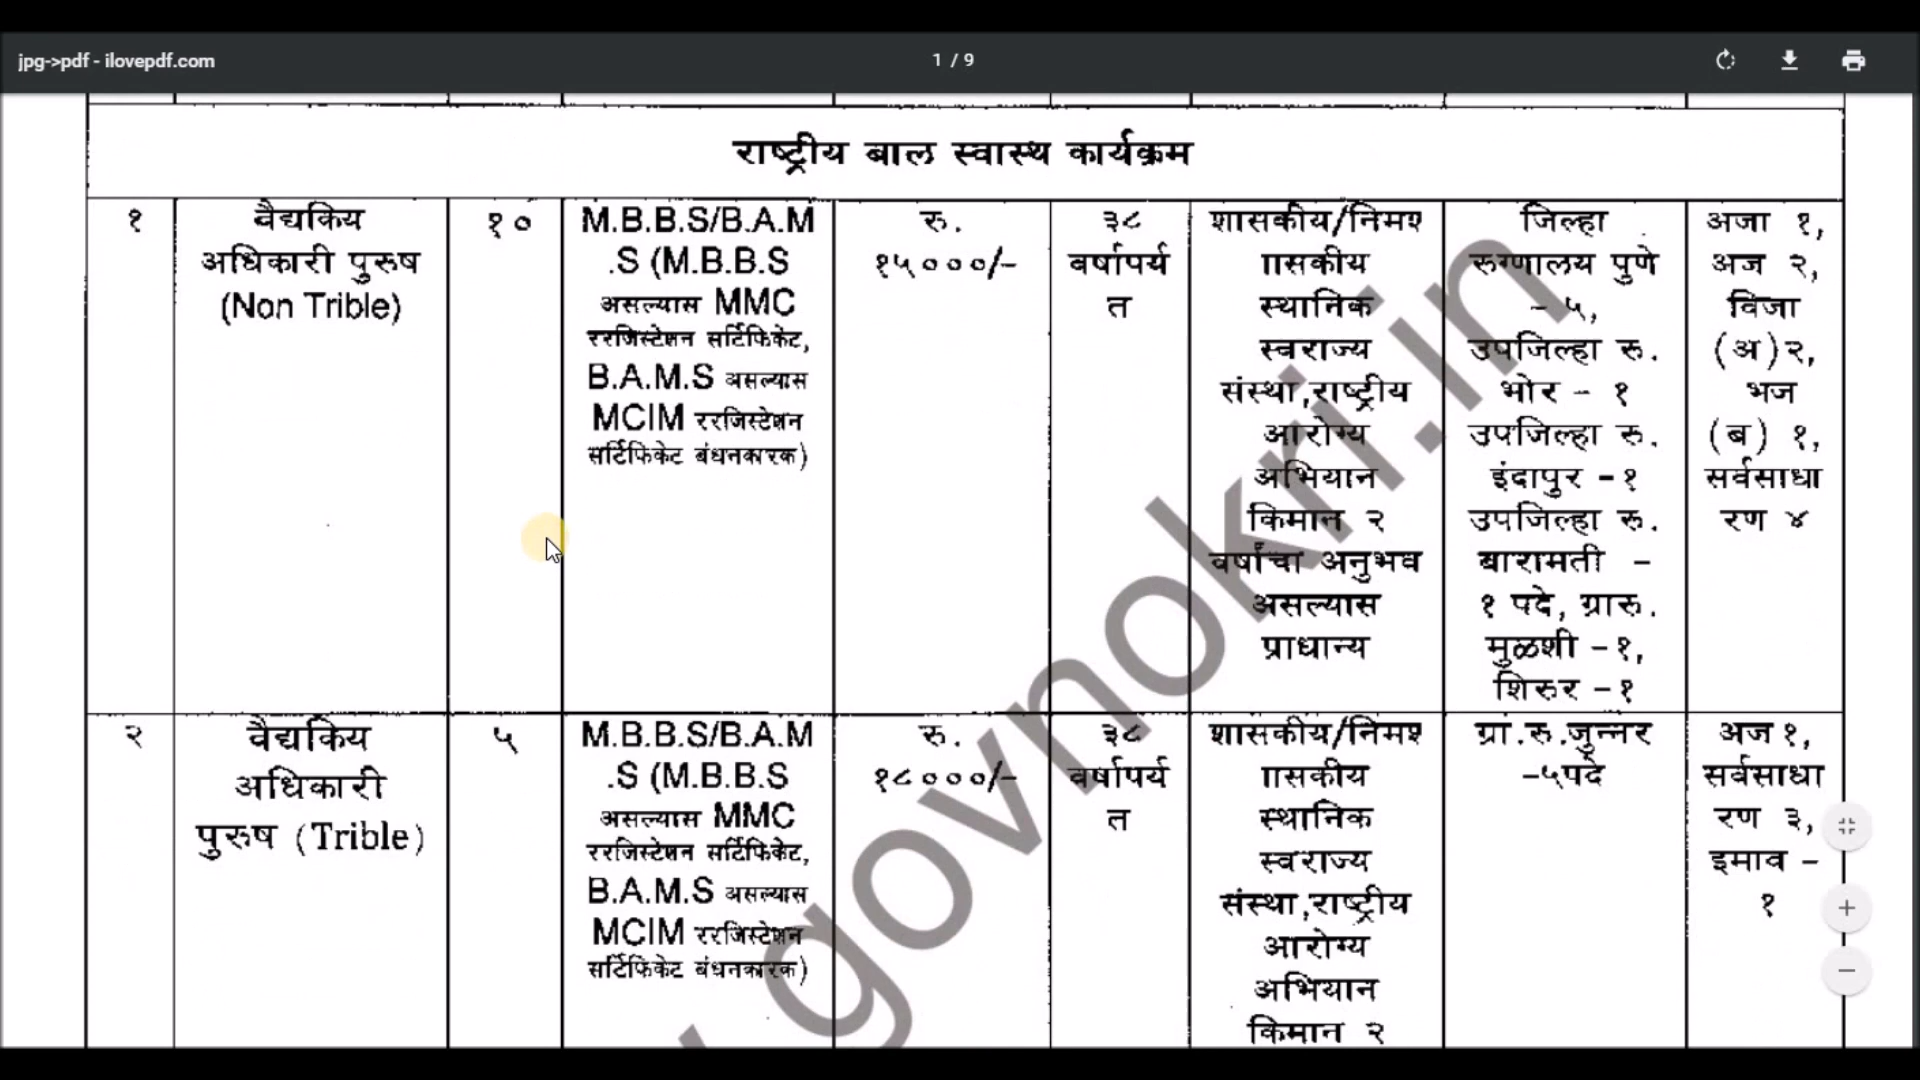 jpg->pdf - ilovepdf.com
1 / 9
राष्ट्रीय बाल स्वास्थ कार्यक्रम
१
वैद्यकिय
अधिकारी पुरुष
(Non Trible)
१०
M.B.B.S/B.A.M
.S (M.B.B.S
असल्यास MMC
ररजिस्टेशन सर्टिफिकेट,
B.A.M.S असल्यास
MCIM ररजिस्टेशन
सर्टिफिकेट बंधनकारक)
रु.
१५०००/-
३८
वर्षापर्य
त
शासकीय/निमश
ासकीय
स्थानिक
स्वराज्य
संस्था,राष्ट्रीय
आरोग्य
अभियान
किमान २
वर्षांचा अनुभव
असल्यास
प्राधान्य
जिल्हा
रुग्णालय पुणे
- ५,
उपजिल्हा रु.
भोर - १
उपजिल्हा रु.
इंदापुर -१
उपजिल्हा रु.
बारामती -
१ पदे, ग्रारु.
मुळशी -१,
शिरुर -१
अजा १,
अज २,
विजा
(अ)२,
भज
(ब) १,
सर्वसाधा
रण ४
२
वैद्यकिय
अधिकारी
पुरुष (Trible)
५
M.B.B.S/B.A.M
.S (M.B.B.S
असल्यास MMC
ररजिस्टेशन सर्टिफिकेट,
B.A.M.S असल्यास
MCIM ररजिस्टेशन
सर्टिफिकेट बंधनकारक)
रु.
१८०००/-
३८
वर्षापर्य
त
शासकीय/निमश
ासकीय
स्थानिक
स्वराज्य
संस्था,राष्ट्रीय
आरोग्य
अभियान
किमान २
ग्रां.रु.जुन्नर
-५पदे
अज १,
सर्वसाधा
रण ३,
इमाव -
१
govnokri.in